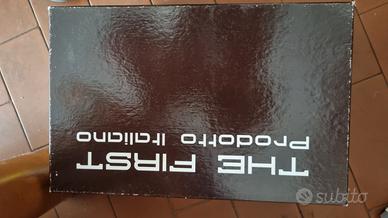 THE FIRST
Prodotto Italiano
subito